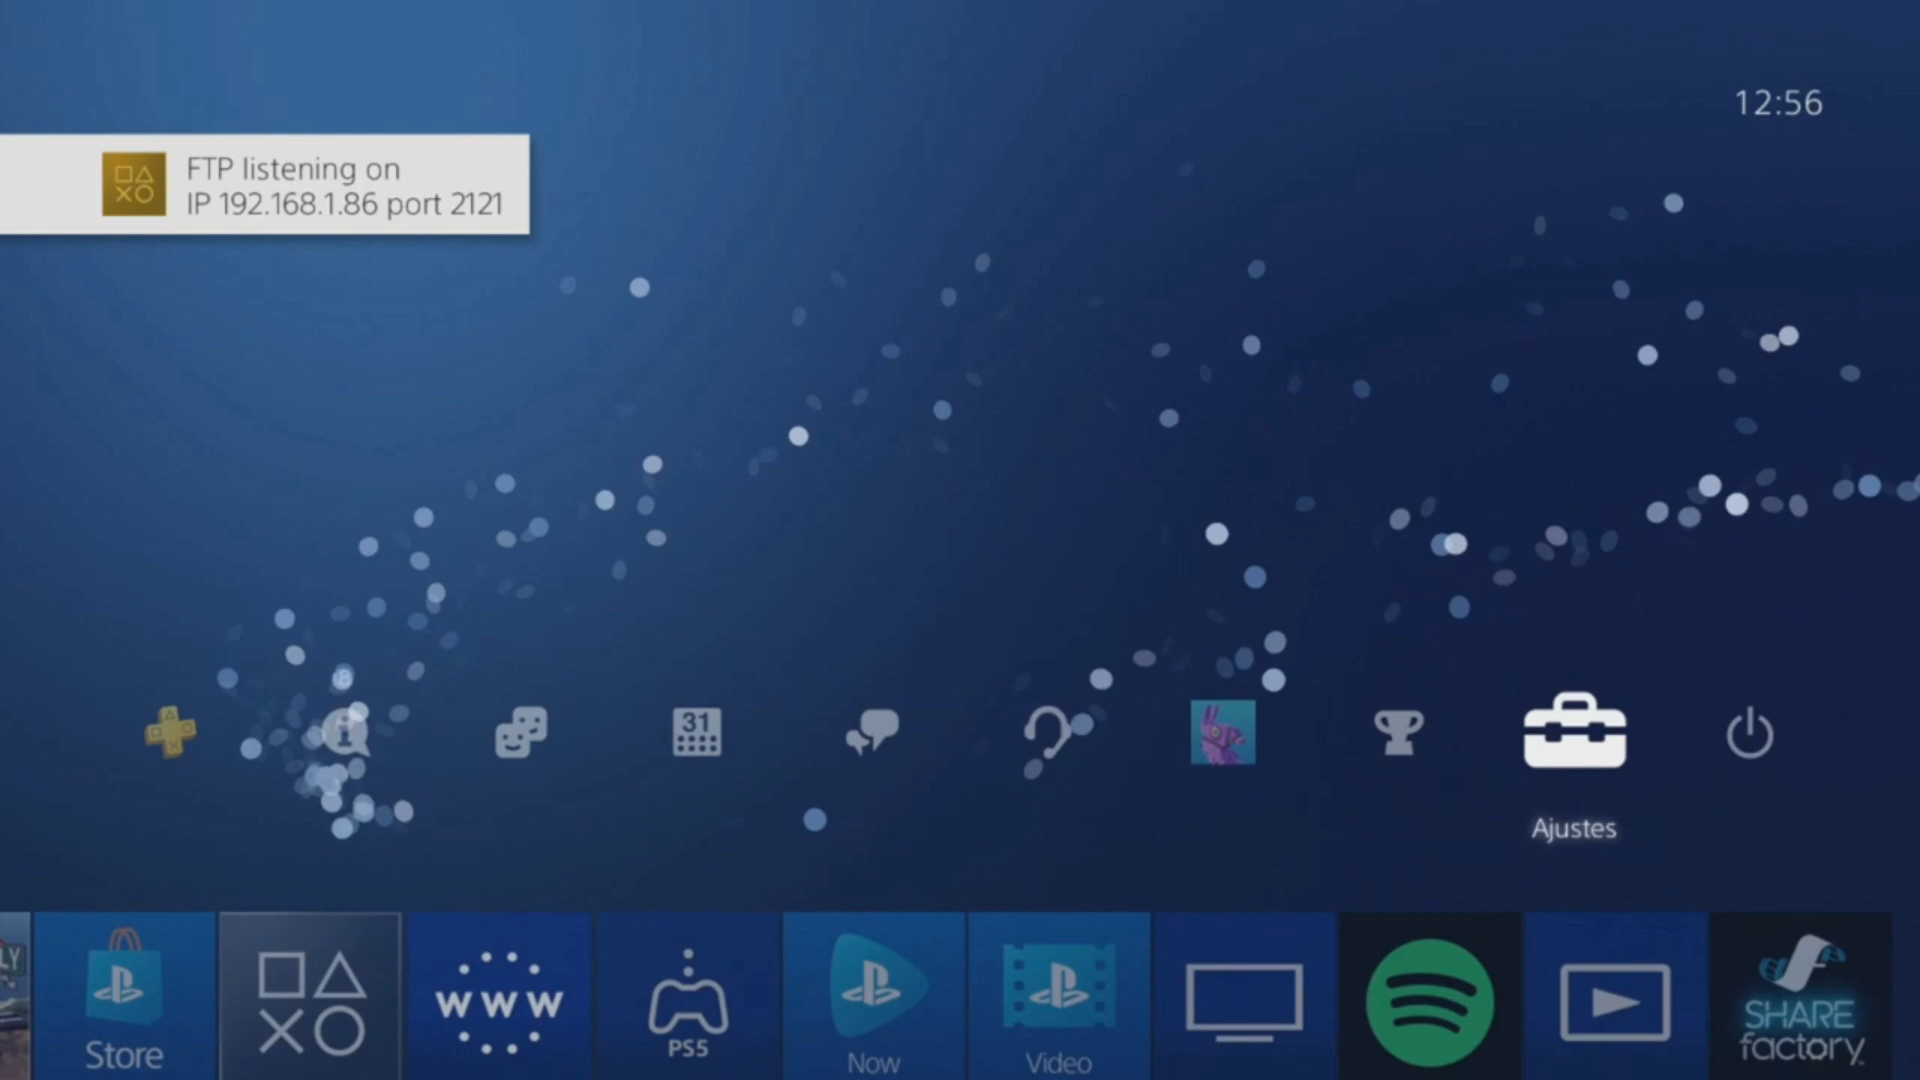 12:56
FTP listening on
IP 192.168.1.86 port 2121
31
Ajustes
LY
Store
www
PS5
Now
Video
SHARE
factory